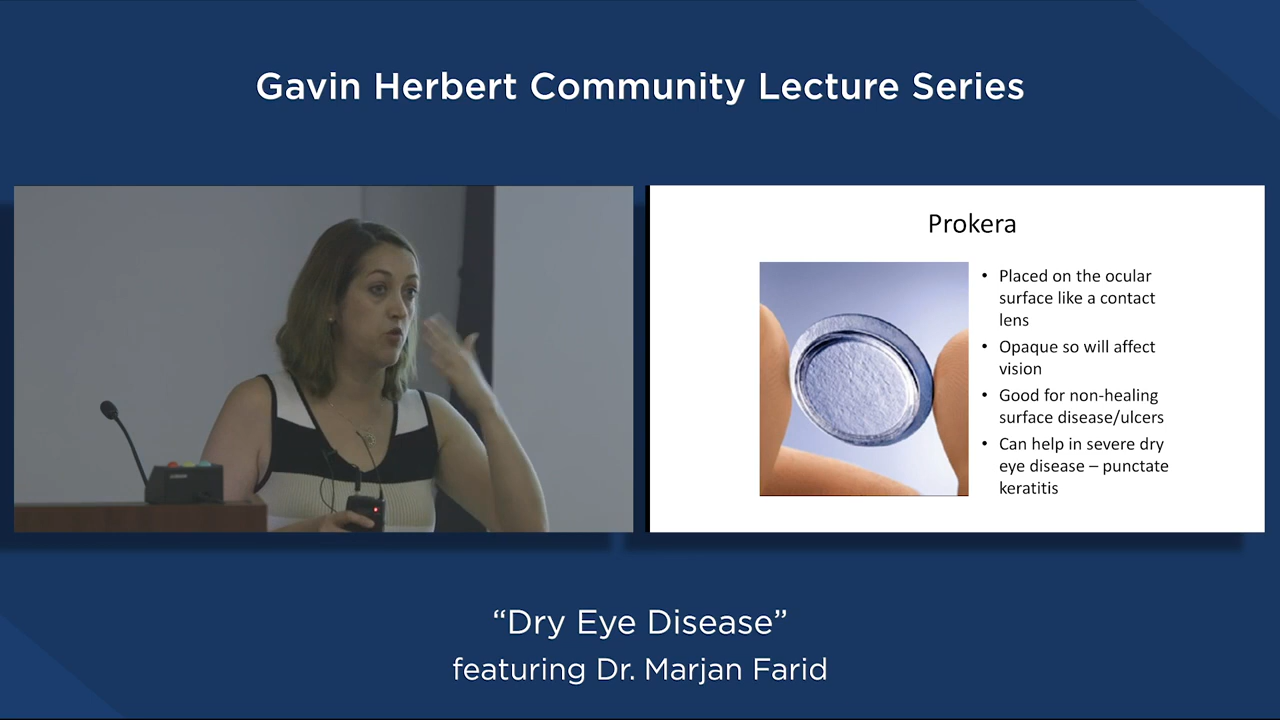 Gavin Herbert Community Lecture Series
Prokera
• Placed on the ocular
surface like a contact
lens
• Opaque so will affect
vision
• Good for non-healing
surface disease/ulcers
• Can help in severe dry
eye disease – punctate
keratitis
“Dry Eye Disease”
featuring Dr. Marjan Farid